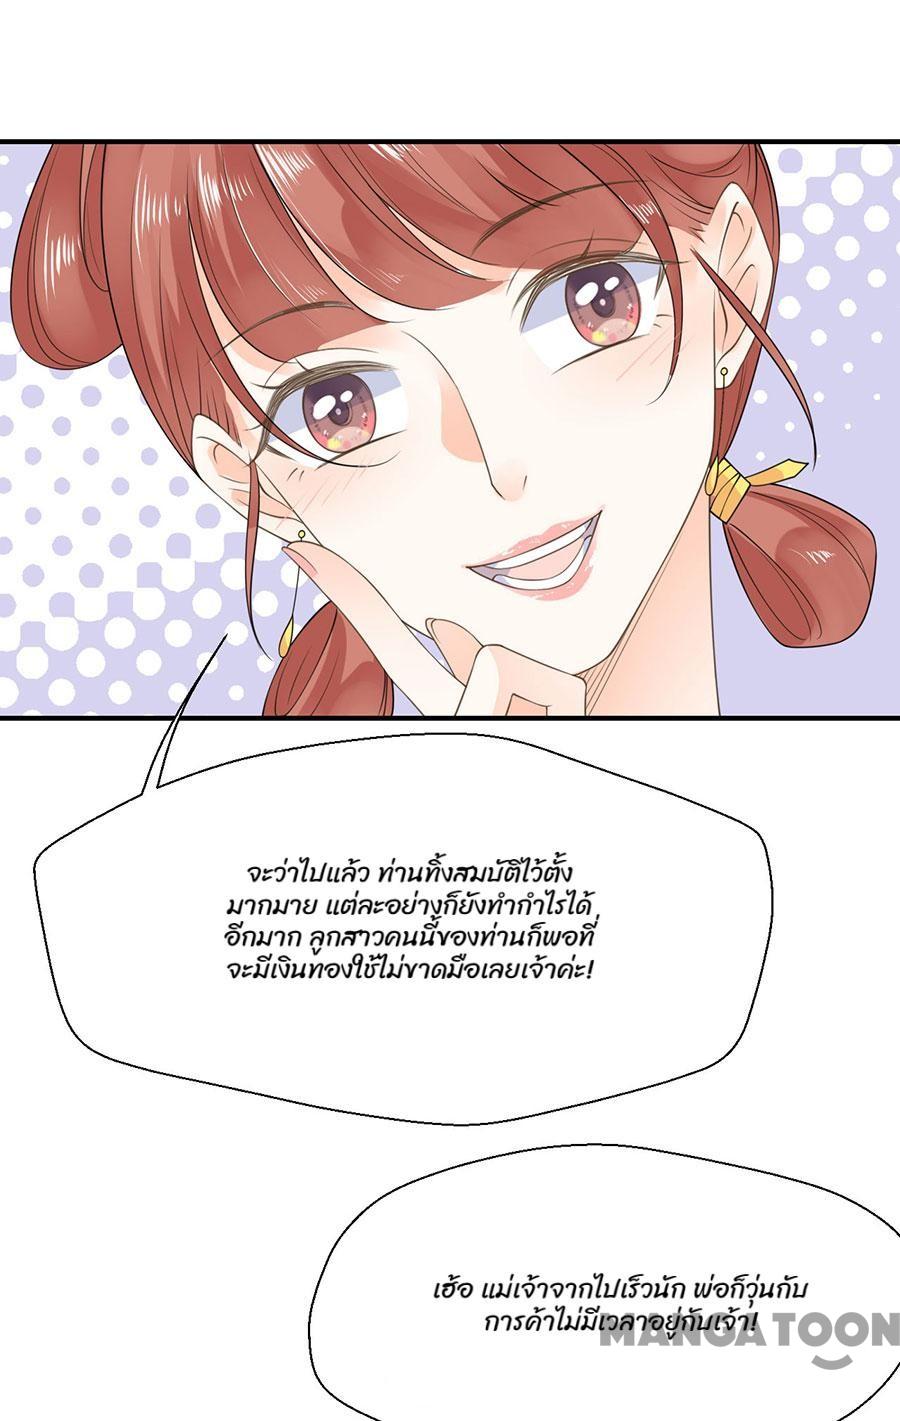 จะว่าไปแล้ว ท่านทิ้งสมบัติไว้ตั้ง
มากมาย แต่ละอย่างก็ยังทำกำไรได้
อีกมาก ลูกสาวคนนี้ของท่านก็พอที่
จะมีเงินทองใช้ไม่ขาดมือเลยเจ้าค่ะ!
เฮ้อ แม่เจ้าจากไปเร็วนัก พ่อก็วุ่นกับ
การค้าไม่มีเวลาอยู่กับเจ้า!
MANGATOON